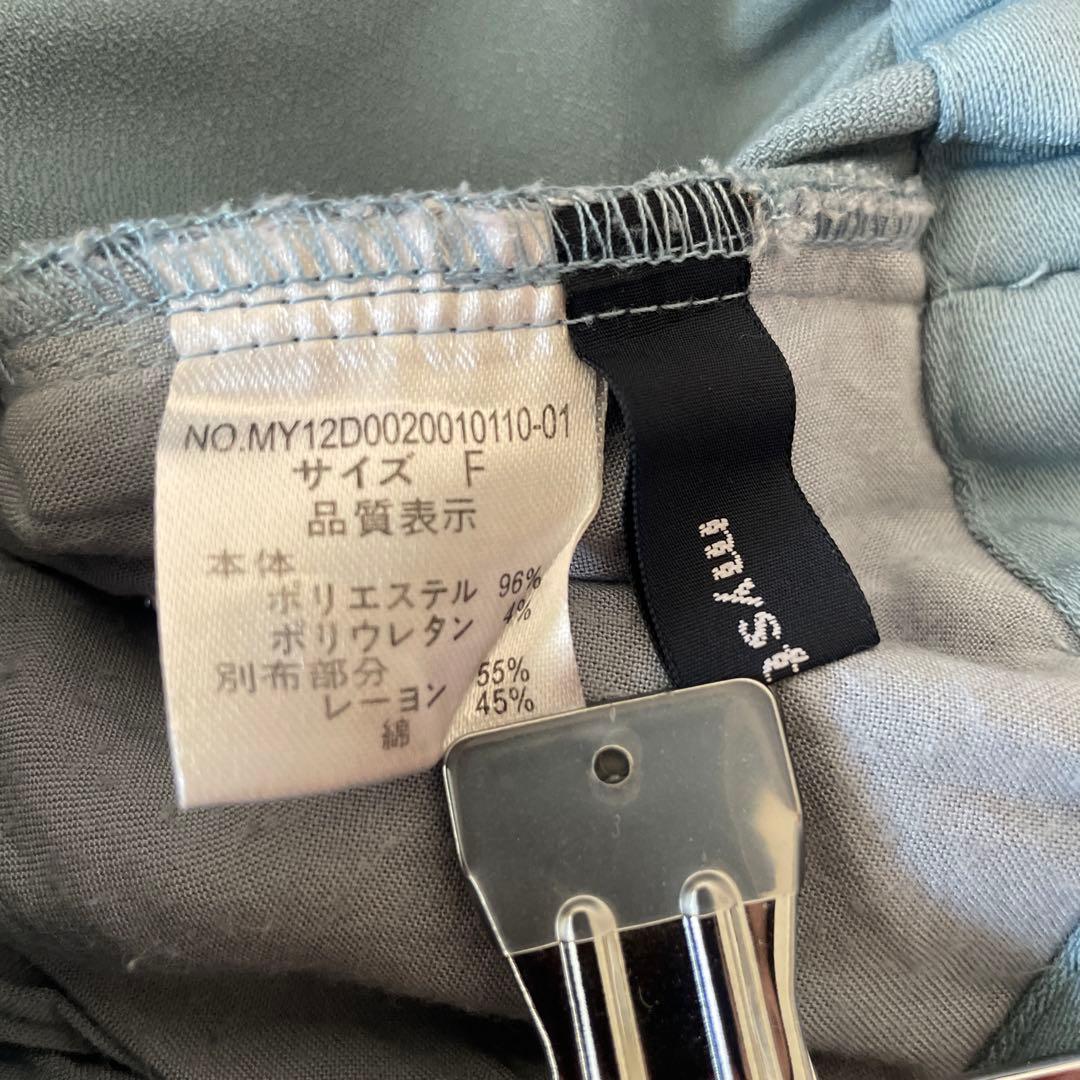 NO.MY12D0020010110-01
サイズ F
品質表示
本体
ポリエステル 96%
ポリウレタン 4%
別布部分
レーヨン 55%
綿 45%